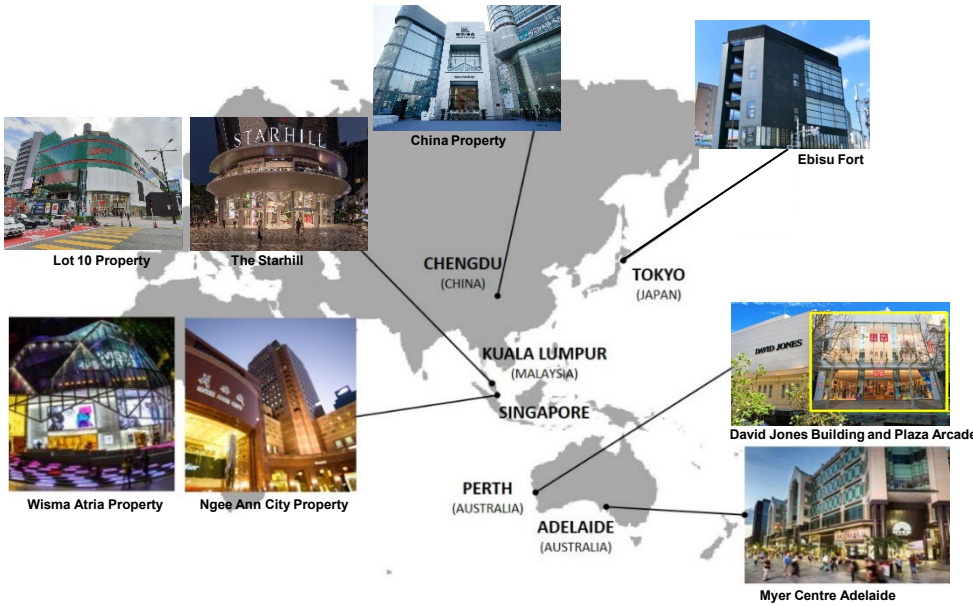 China Property
Ebisu Fort
STARHILL
Lot 10 Property
The Starhill
CHENGDU
(CHINA)
TOKYO
(JAPAN)
DAVID JONES
KUALA LUMPUR
(MALAYSIA)
SINGAPORE
David Jones Building and Plaza Arcade
Wisma Atria Property
Ngee Ann City Property
PERTH
(AUSTRALIA)
ADELAIDE
(AUSTRALIA)
Myer Centre Adelaide